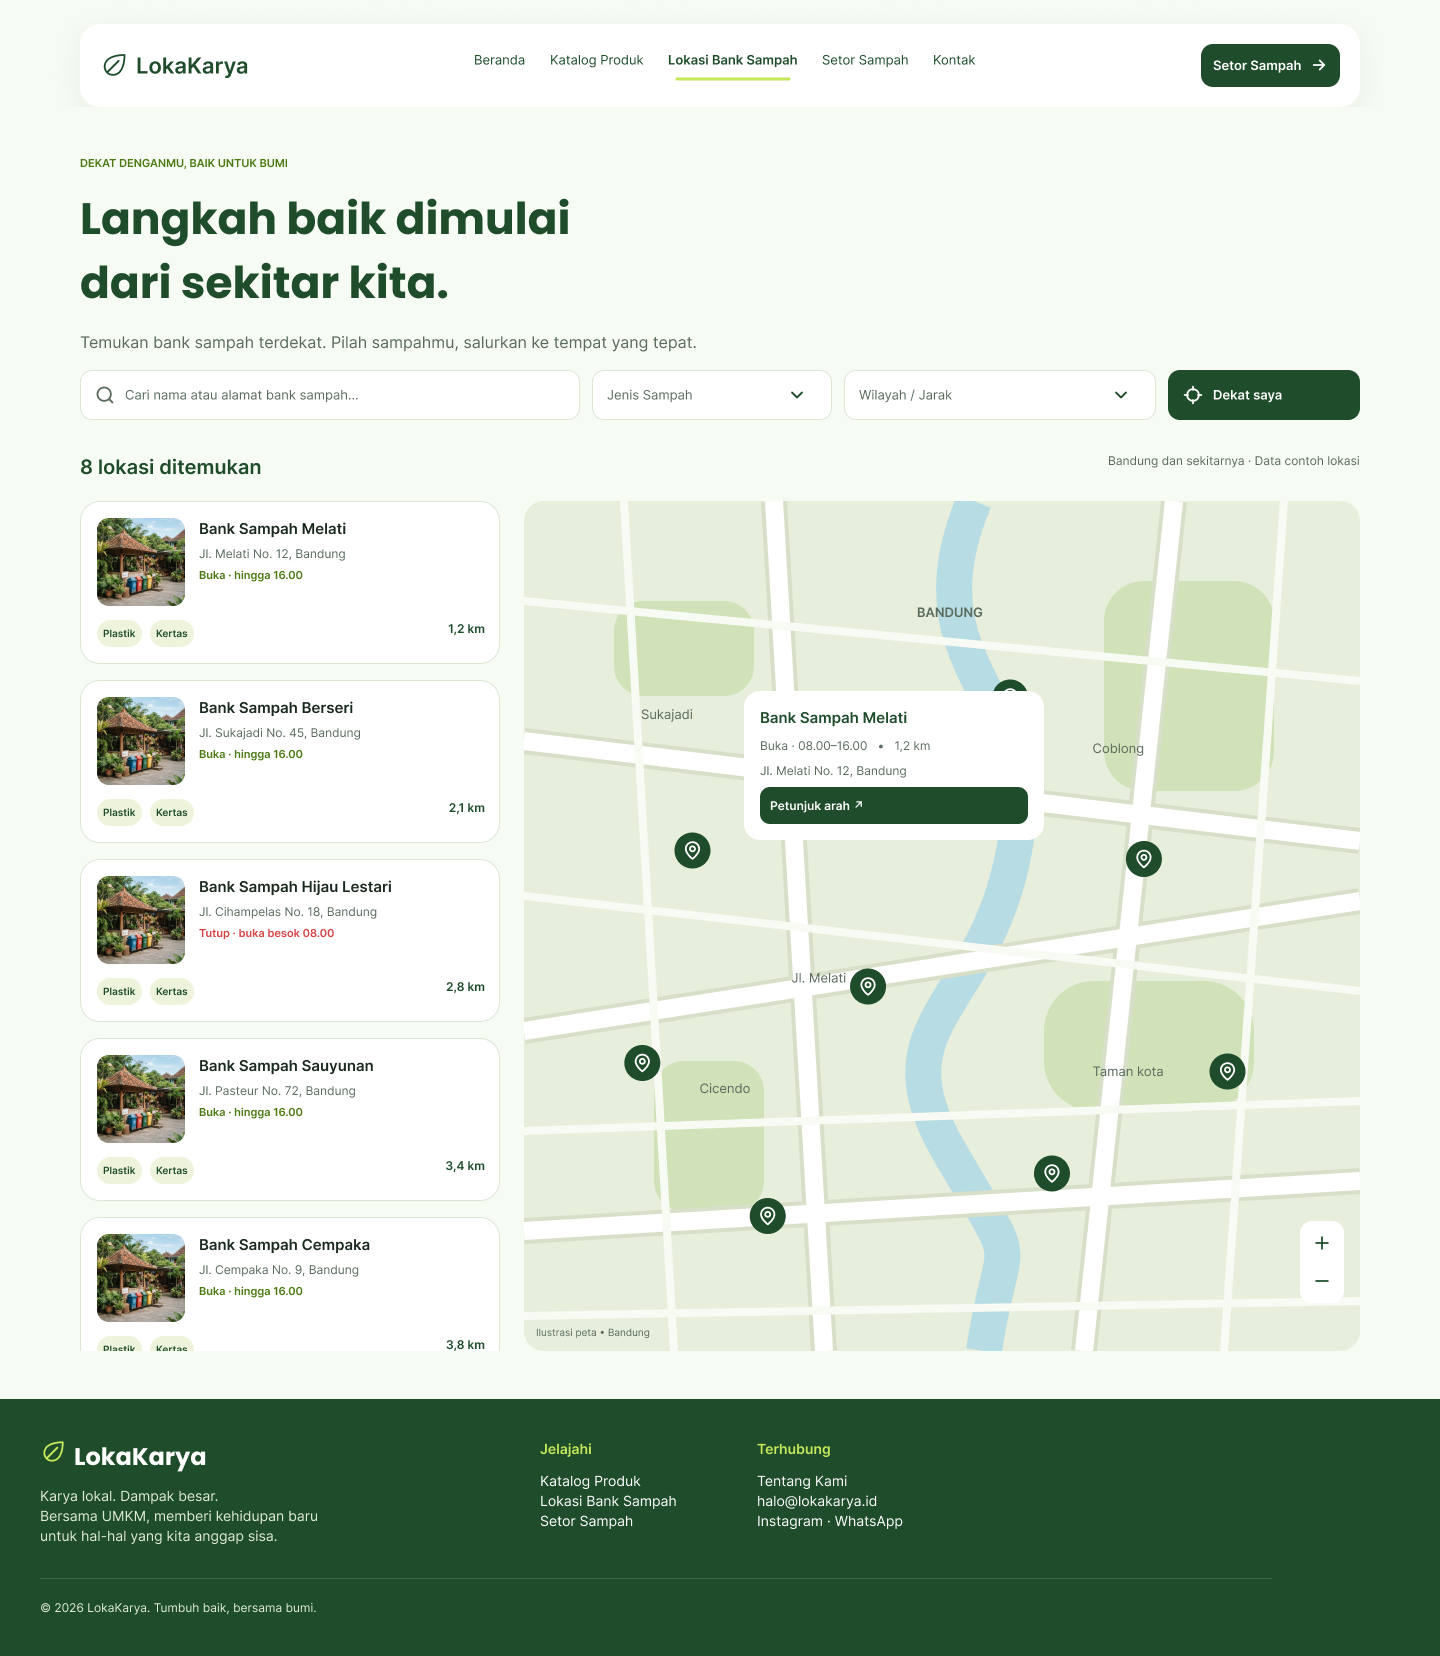 LokaKarya
Beranda
Katalog Produk
Lokasi Bank Sampah
Setor Sampah
Kontak
Setor Sampah →
DEKAT DENGANMU, BAIK UNTUK BUMI
Langkah baik dimulai
dari sekitar kita.
Temukan bank sampah terdekat. Pilah sampahmu, salurkan ke tempat yang tepat.
Cari nama atau alamat bank sampah...
Jenis Sampah
Wilayah / Jarak
Dekat saya
8 lokasi ditemukan
Bandung dan sekitarnya · Data contoh lokasi
Bank Sampah Melati
Jl. Melati No. 12, Bandung
Buka · hingga 16.00
Plastik
Kertas
1,2 km
Bank Sampah Berseri
Jl. Sukajadi No. 45, Bandung
Buka · hingga 16.00
Plastik
Kertas
2,1 km
Bank Sampah Hijau Lestari
Jl. Cihampelas No. 18, Bandung
Tutup · buka besok 08.00
Plastik
Kertas
2,8 km
Bank Sampah Sauyunan
Jl. Pasteur No. 72, Bandung
Buka · hingga 16.00
Plastik
Kertas
3,4 km
Bank Sampah Cempaka
Jl. Cempaka No. 9, Bandung
Buka · hingga 16.00
Plastik
Kertas
3,8 km
BANDUNG
Sukajadi
Coblong
Bank Sampah Melati
Buka · 08.00–16.00 • 1,2 km
Jl. Melati No. 12, Bandung
Petunjuk arah ↗
Jl. Melati
Cicendo
Taman kota
+
−
Ilustrasi peta • Bandung
LokaKarya
Karya lokal. Dampak besar.
Bersama UMKM, memberi kehidupan baru
untuk hal-hal yang kita anggap sisa.
Jelajahi
Katalog Produk
Lokasi Bank Sampah
Setor Sampah
Terhubung
Tentang Kami
halo@lokakarya.id
Instagram · WhatsApp
© 2026 LokaKarya. Tumbuh baik, bersama bumi.